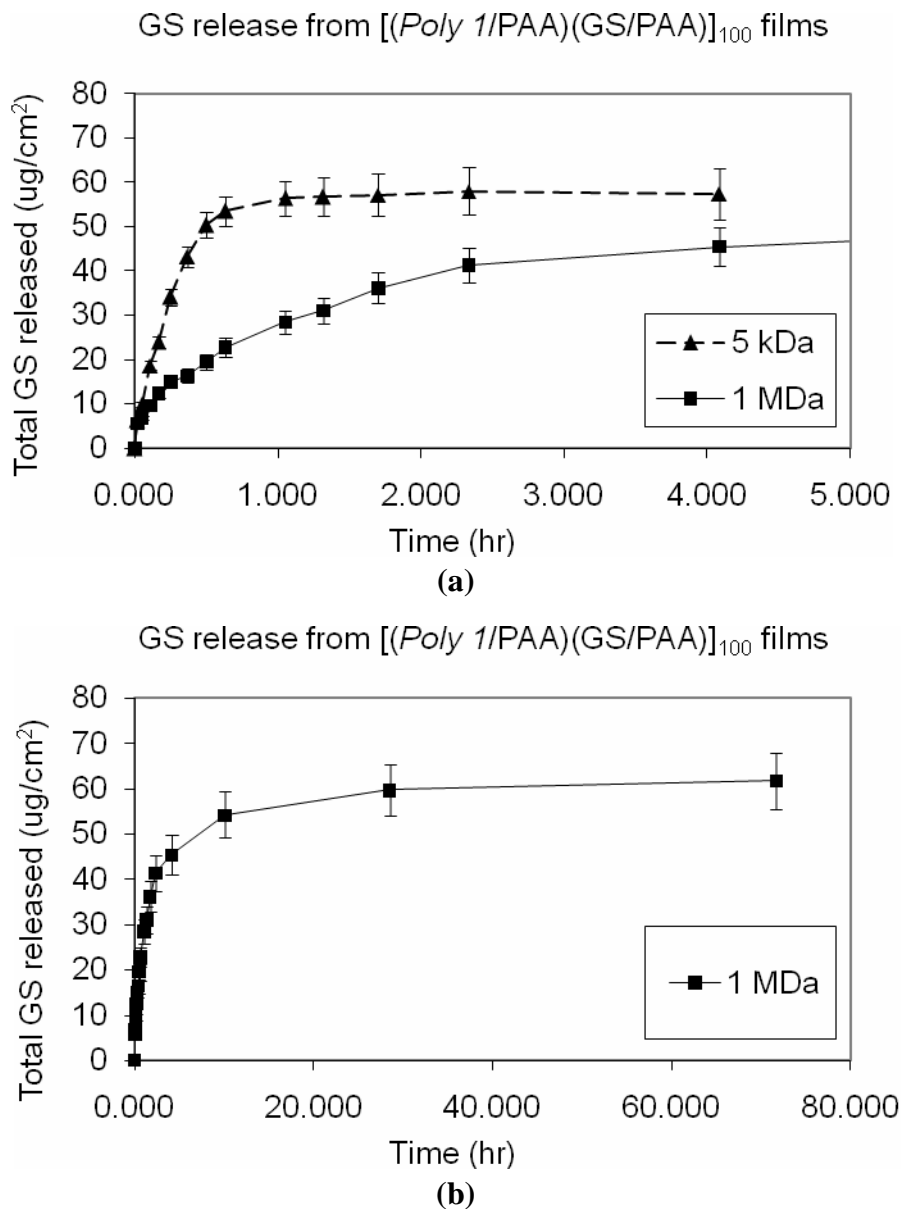 GS release from [(Poly 1/PAA)(GS/PAA)]100 films
Total GS released (ug/cm2)
80
70
60
50
40
30
20
10
0
5 kDa
1 MDa
0.000 1.000 2.000 3.000 4.000 5.000
Time (hr)
(a)
GS release from [(Poly 1/PAA)(GS/PAA)]100 films
Total GS released (ug/cm2)
80
70
60
50
40
30
20
10
0
1 MDa
0.000 20.000 40.000 60.000 80.000
Time (hr)
(b)